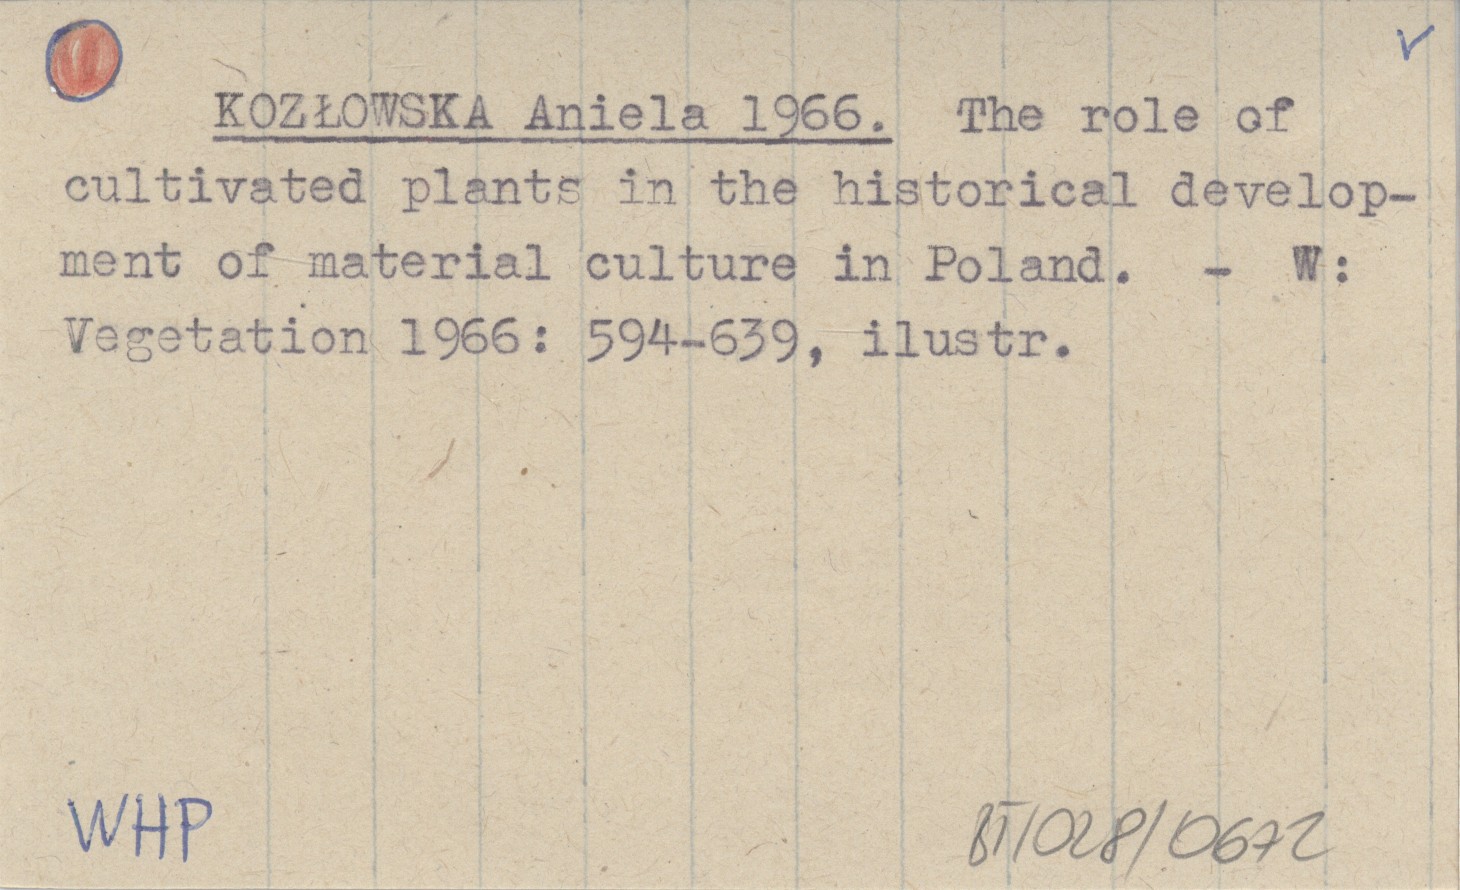 KOZŁOWSKA Aniela 1966. The role of
cultivated plants in the historical develop-
ment of material culture in Poland. - W:
Vegetation 1966: 594-639, ilustr.
WHP
BT/028/0672